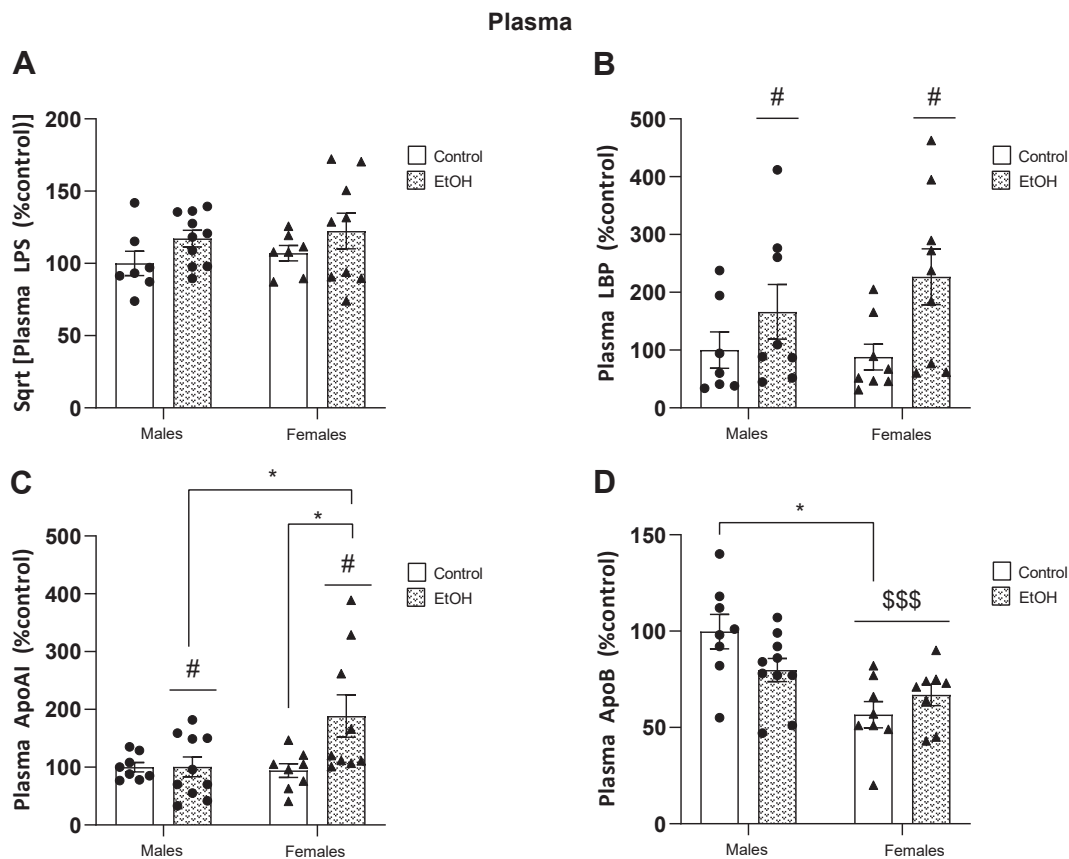 Plasma
A
Sqrt [Plasma LPS (%control)]
200
150
100
50
0
Males
Females
Control
EtOH
B
Plasma LBP (%control)
500
400
300
200
100
0
#
#
Males
Females
Control
EtOH
C
Plasma ApoAI (%control)
500
400
300
200
100
0
*
*
#
#
Males
Females
Control
EtOH
D
Plasma ApoB (%control)
150
100
50
0
*
$$$
Males
Females
Control
EtOH